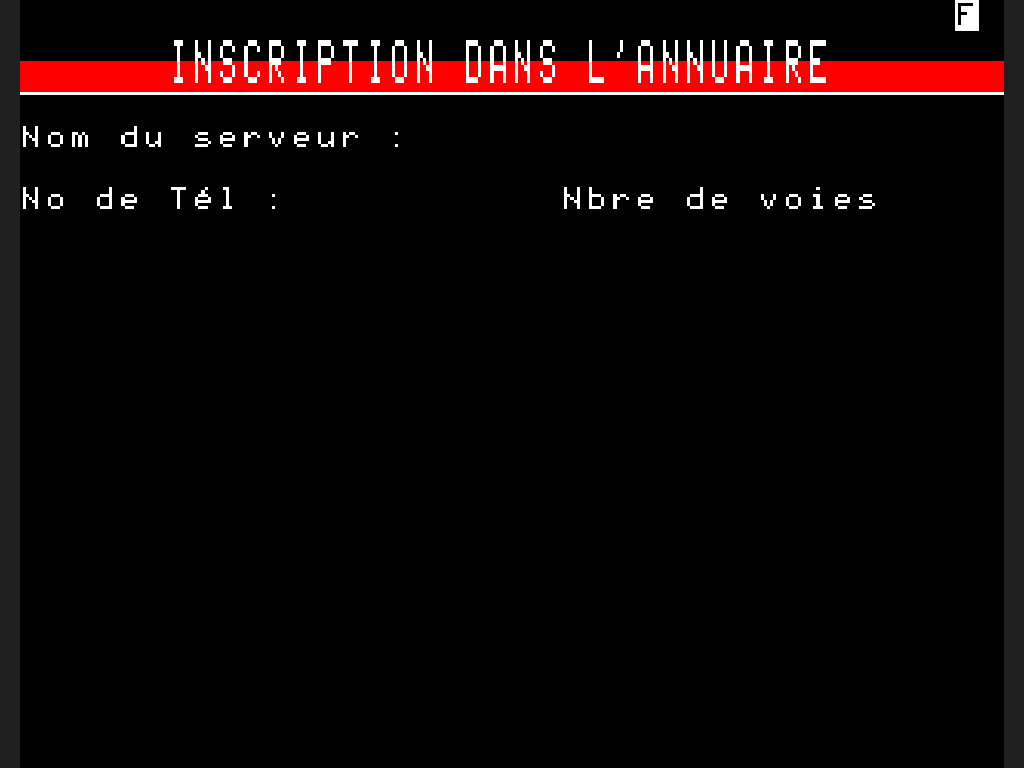 F
INSCRIPTION DANS L'ANNUAIRE
Nom du serveur :
No de Tél : Nbre de voies